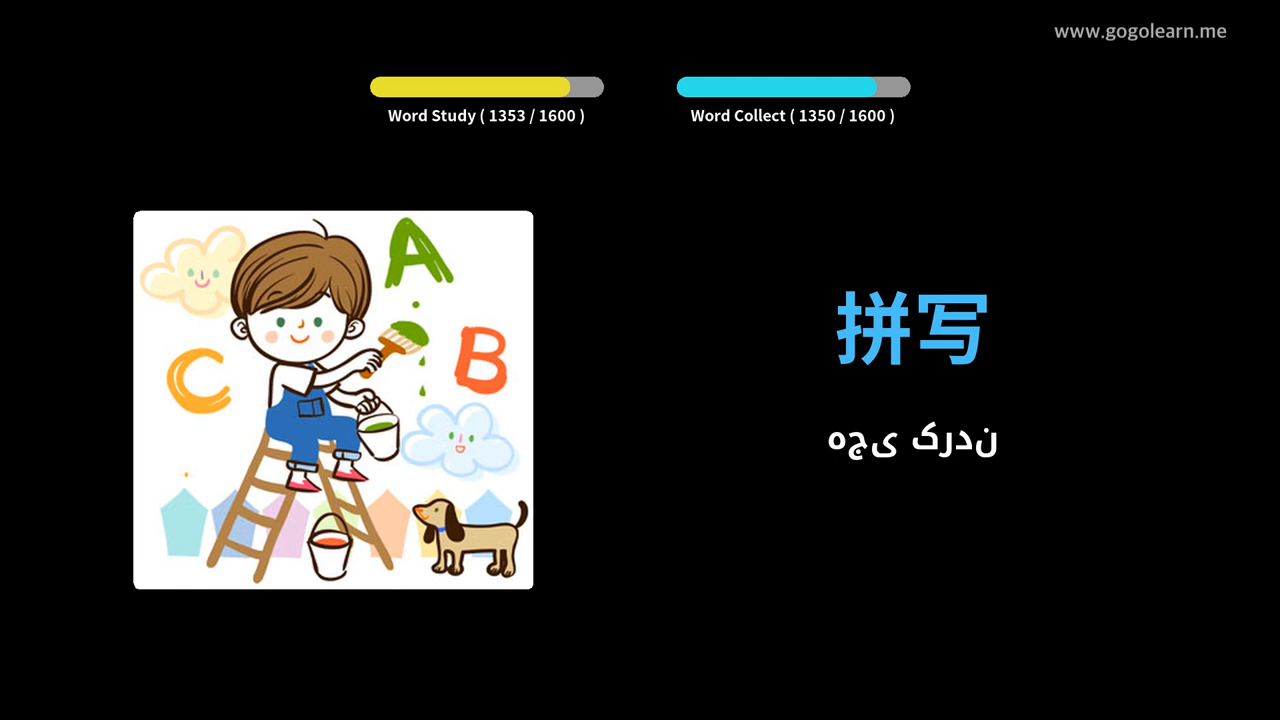 www.gogolearn.me
Word Study ( 1353 / 1600 )
Word Collect ( 1350 / 1600 )
A
B
C
拼写
هجی کردن